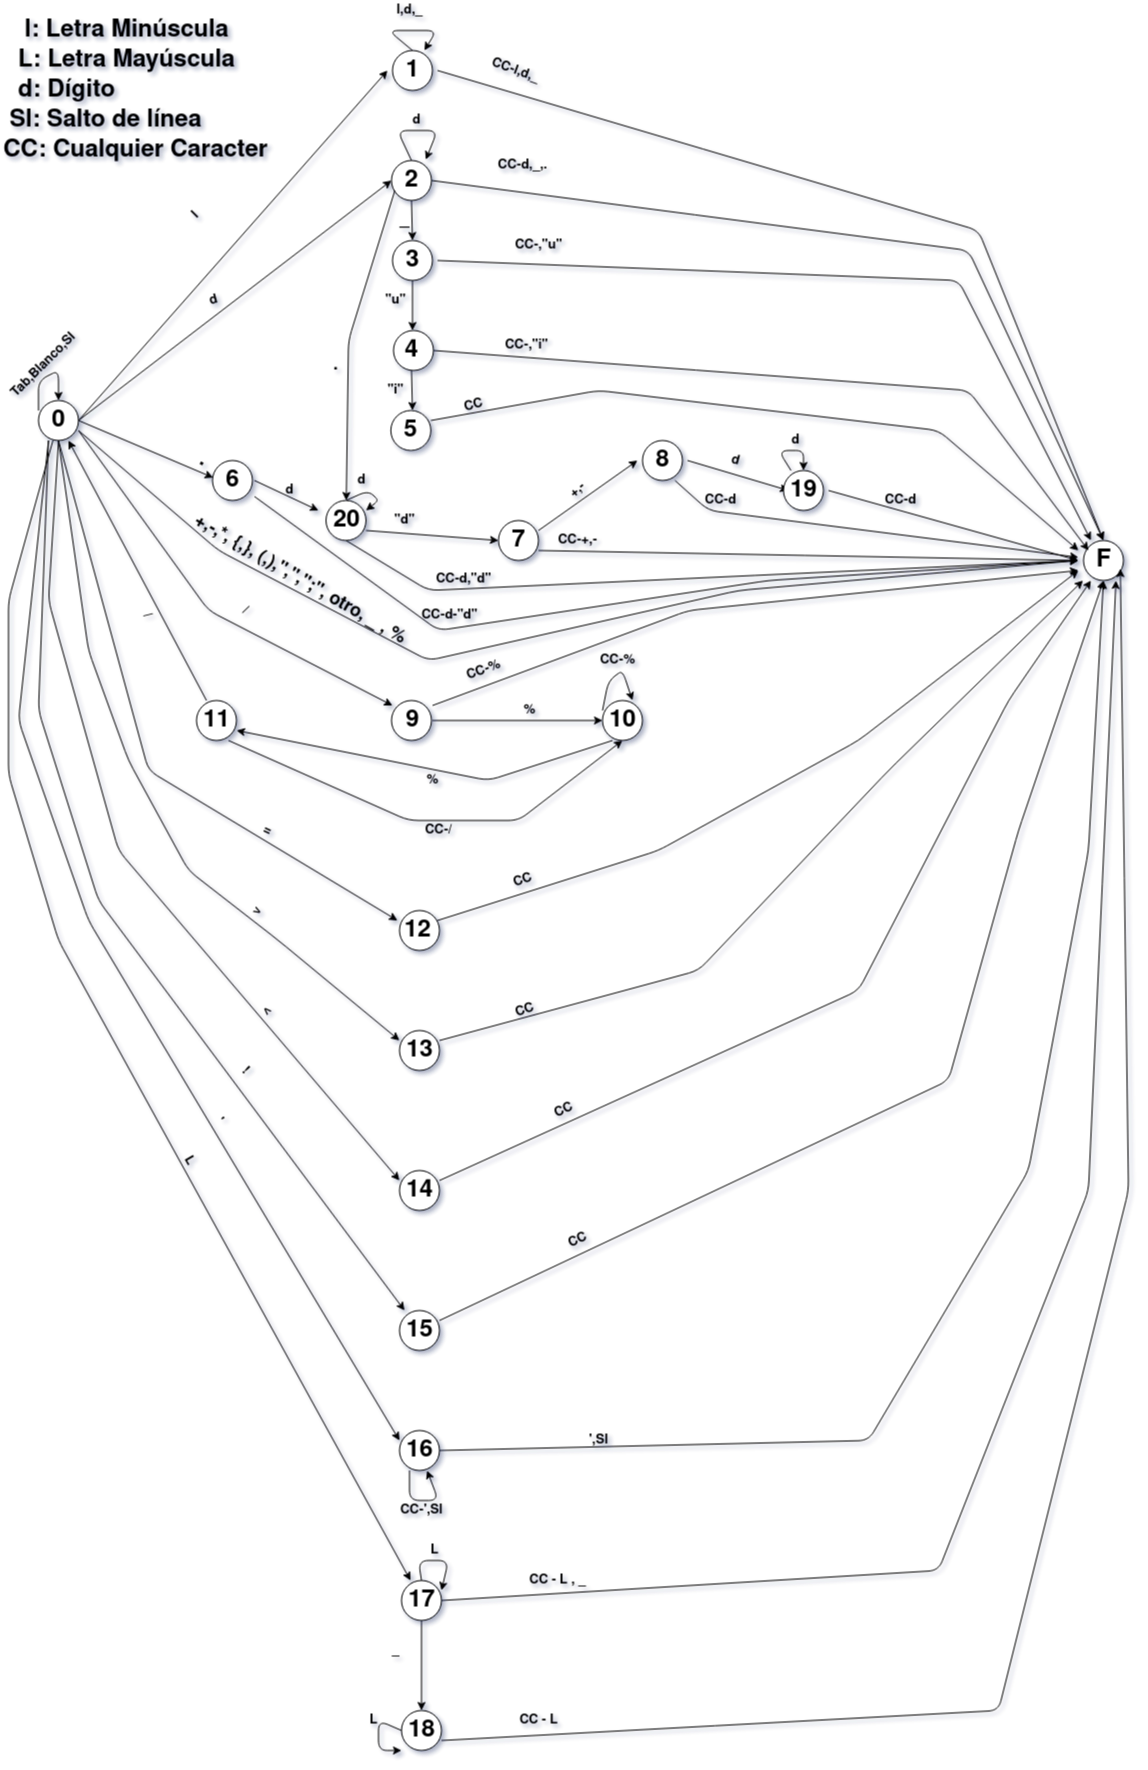 l: Letra Minúscula
L: Letra Mayúscula
d: Dígito
Sl: Salto de línea
CC: Cualquier Caracter
l,d,_
1
CC-l,d,_
l
d
2
CC-d,_,.
_
d
3
CC-,"u"
"u"
4
CC-,"i"
"i"
.
5
CC
Tab,Blanco,Sl
0
.
6
d
d
20
"d"
7
8
d
d
19
CC-d
CC-d
CC-+,-
F
CC-d,"d"
CC-d-"d"
/
CC-%
CC-%
11
9
%
10
%
CC-/
=
CC
12
>
CC
13
<
CC
14
!
CC
15
'
L
16
',Sl
CC-',Sl
L
17
CC - L , _
_
L
18
CC - L